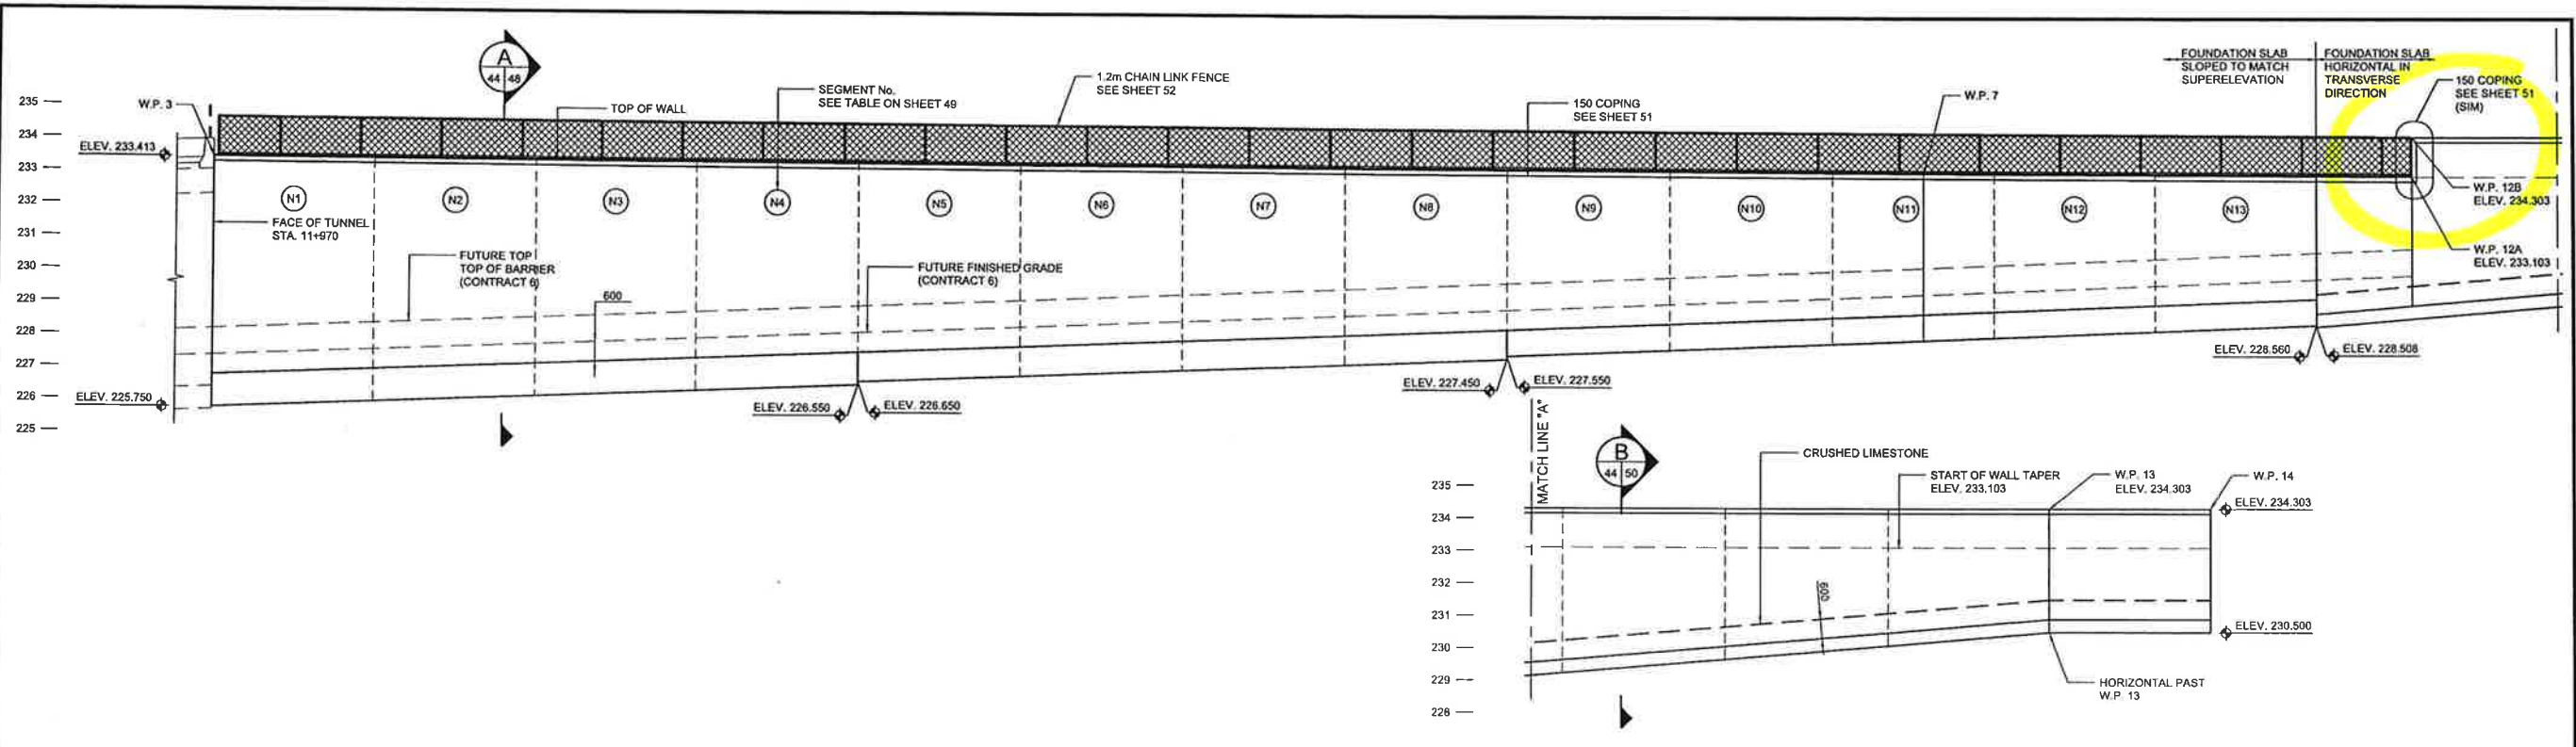 A
44 48
FOUNDATION SLAB
SLOPED TO MATCH
SUPERELEVATION
FOUNDATION SLAB
HORIZONTAL IN
TRANSVERSE
DIRECTION
150 COPING
SEE SHEET 51
(SIM)
W.P. 3
SEGMENT No.
SEE TABLE ON SHEET 49
1.2m CHAIN LINK FENCE
SEE SHEET 52
TOP OF WALL
150 COPING
SEE SHEET 51
W.P. 7
235
234
233
232
231
230
229
228
227
226
225
ELEV. 233.413
N1
N2
N3
N4
N5
N6
N7
N8
N9
N10
N11
N12
N13
W.P. 12B
ELEV. 234.303
W.P. 12A
ELEV. 233.103
FACE OF TUNNEL
STA. 11+970
FUTURE TOP
TOP OF BARRIER
(CONTRACT 6)
600
FUTURE FINISHED GRADE
(CONTRACT 6)
ELEV. 225.750
ELEV. 226.550
ELEV. 226.650
ELEV. 227.450
ELEV. 227.550
ELEV. 228.560
ELEV. 228.508
MATCH LINE "A"
B
44 50
CRUSHED LIMESTONE
START OF WALL TAPER
ELEV. 233.103
W.P. 13
ELEV. 234.303
W.P. 14
ELEV. 234.303
235
234
233
232
231
230
229
228
600
ELEV. 230.500
HORIZONTAL PAST
W.P. 13